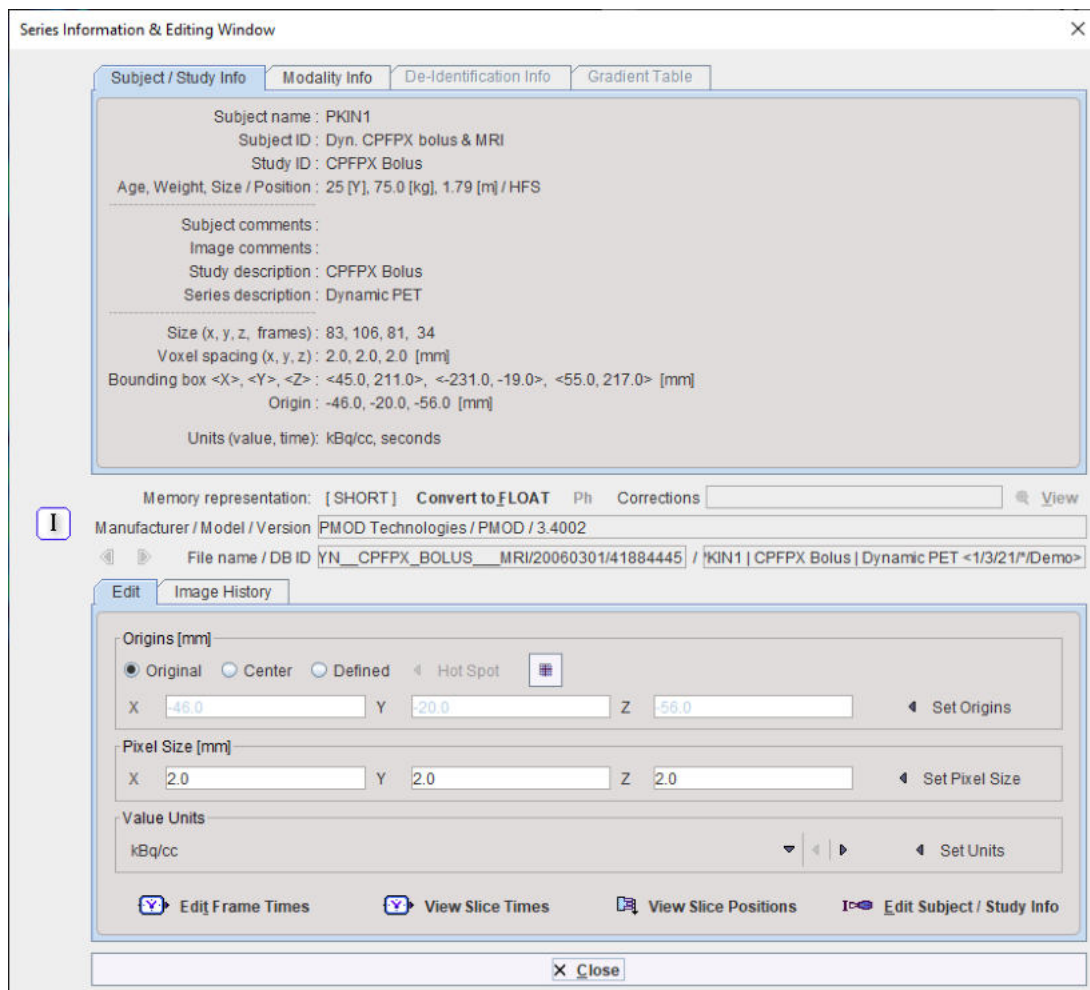 Series Information & Editing Window
Subject / Study Info Modality Info De-Identification Info Gradient Table
Subject name : PKIN1
Subject ID : Dyn. CPFPX bolus & MRI
Study ID : CPFPX Bolus
Age, Weight, Size / Position : 25 [Y], 75.0 [kg], 1.79 [m] / HFS
Subject comments :
Image comments :
Study description : CPFPX Bolus
Series description : Dynamic PET
Size (x, y, z, frames) : 83, 106, 81, 34
Voxel spacing (x, y, z) : 2.0, 2.0, 2.0 [mm]
Bounding box <X>, <Y>, <Z> : <45.0, 211.0>, <-231.0, -19.0>, <55.0, 217.0> [mm]
Origin : -46.0, -20.0, -56.0 [mm]
Units (value, time): kBq/cc, seconds
Memory representation: [ SHORT ] Convert to FLOAT Ph Corrections View
I Manufacturer / Model / Version PMOD Technologies / PMOD / 3.4002
File name / DB ID YN__CPFPX_BOLUS___MRI/20060301/41884445 / 'KIN1 | CPFPX Bolus | Dynamic PET <1/3/21/*/Demo>
Edit Image History
Origins [mm]
Original Center Defined Hot Spot
X -46.0 Y -20.0 Z -56.0 Set Origins
Pixel Size [mm]
X 2.0 Y 2.0 Z 2.0 Set Pixel Size
Value Units
kBq/cc Set Units
Edit Frame Times View Slice Times View Slice Positions Edit Subject / Study Info
Close